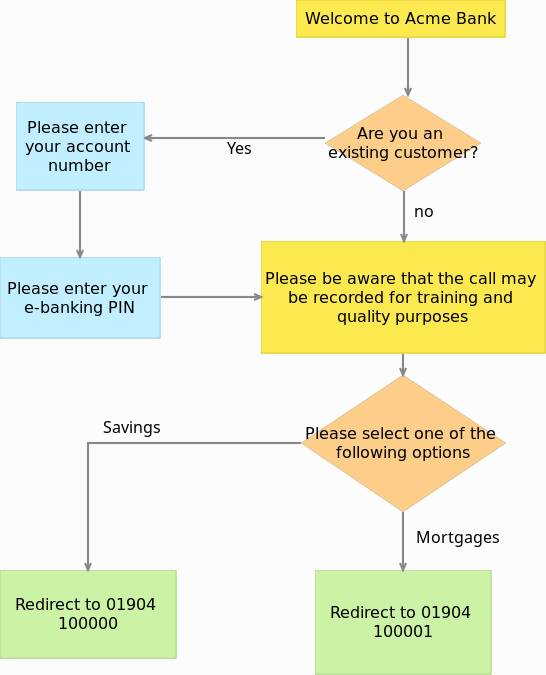 Welcome to Acme Bank
Are you an
existing customer?
Yes
Please enter
your account
number
no
Please enter your
e-banking PIN
Please be aware that the call may
be recorded for training and
quality purposes
Please select one of the
following options
Savings
Mortgages
Redirect to 01904
100000
Redirect to 01904
100001